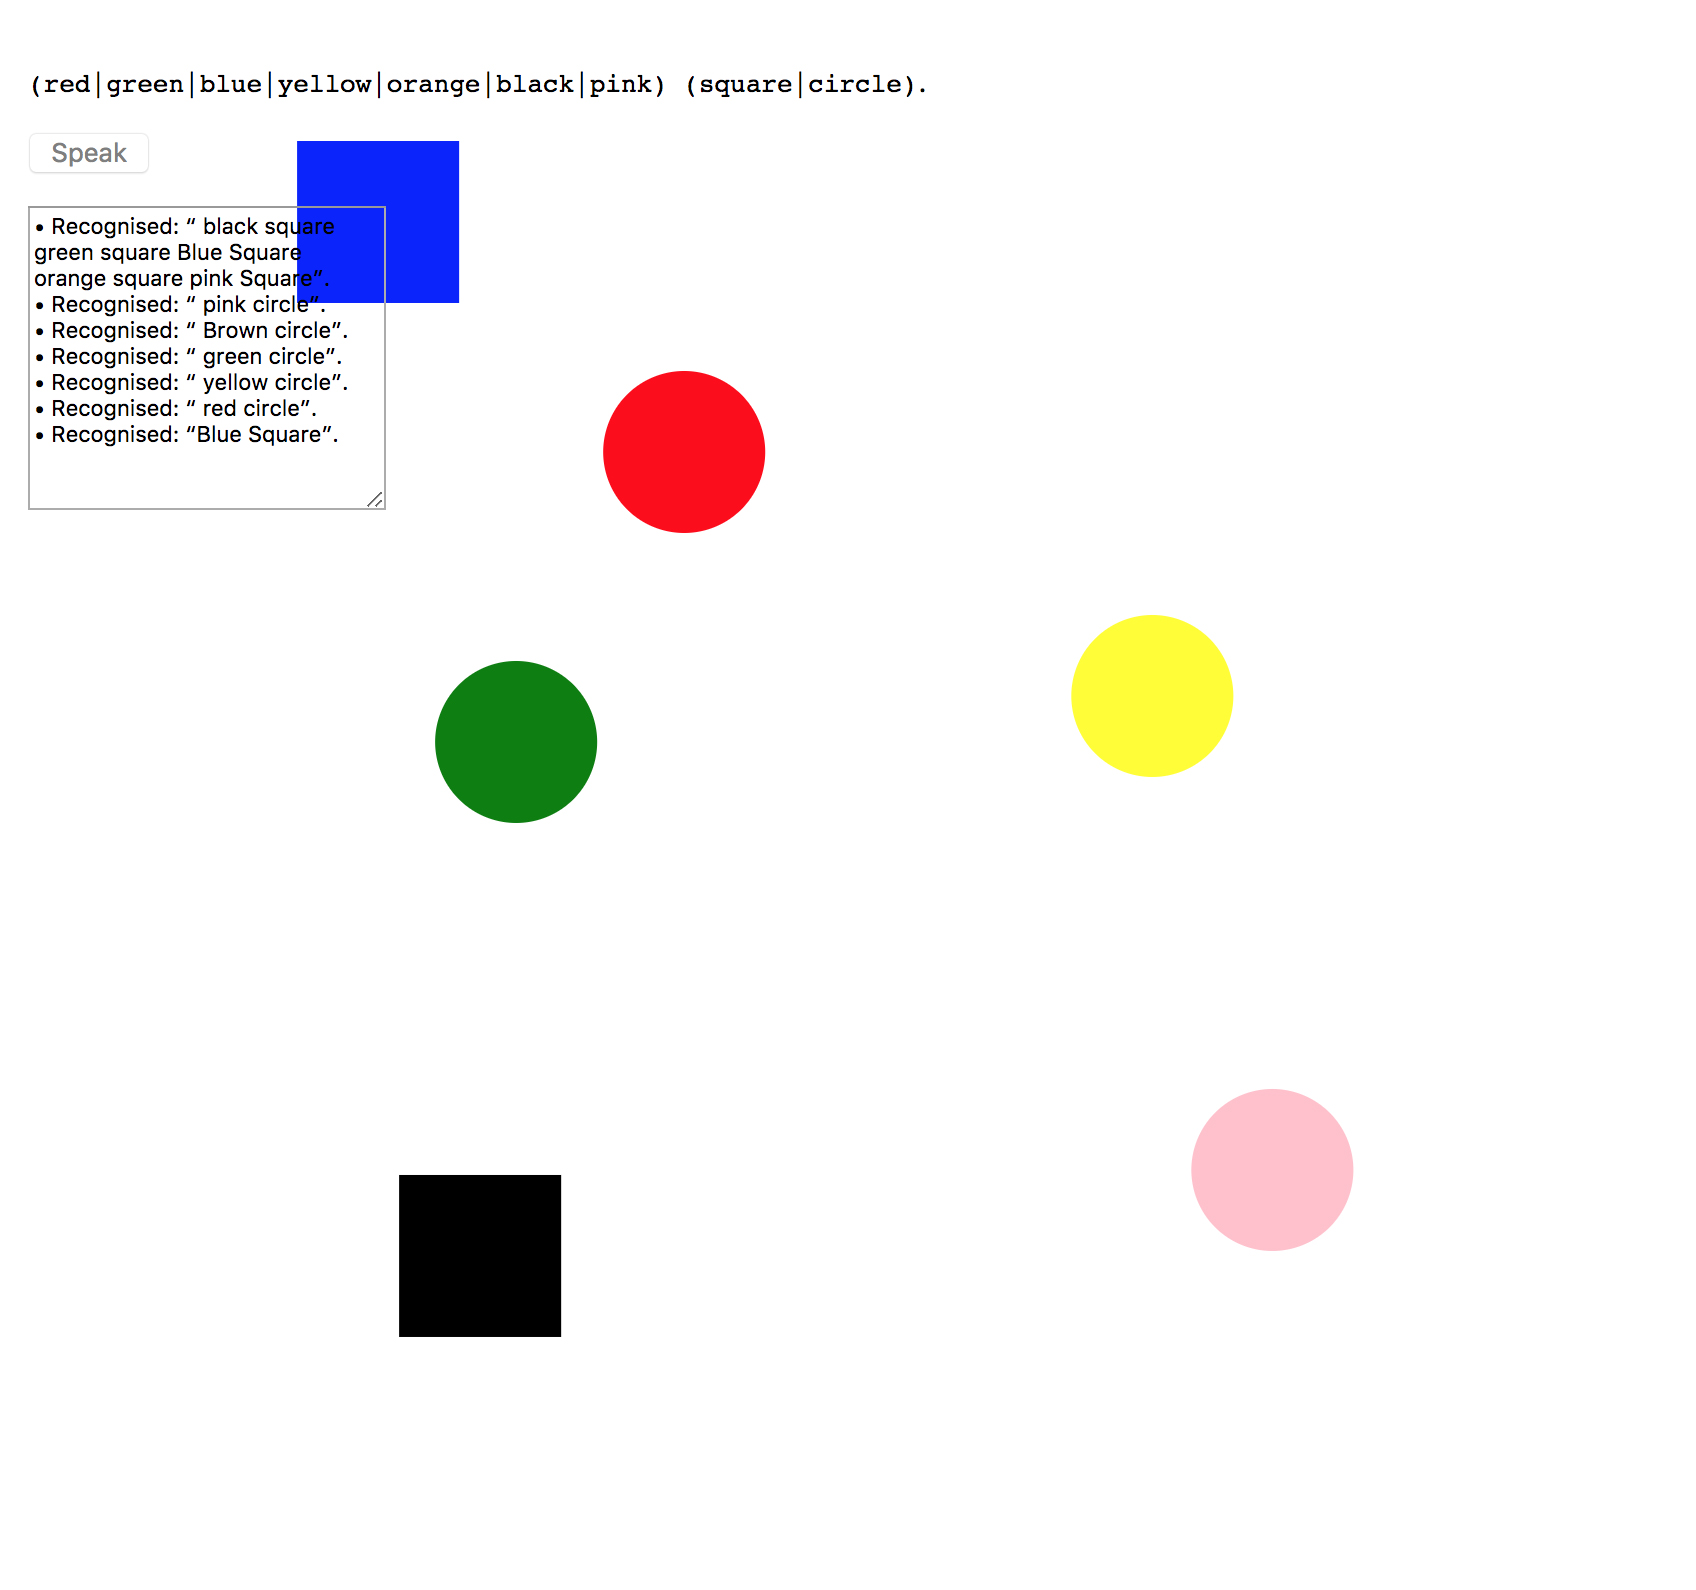 (red|green|blue|yellow|orange|black|pink) (square|circle).
Speak
• Recognised: “ black square
green square Blue Square
orange square pink Square”.
• Recognised: “ pink circle”.
• Recognised: “ Brown circle”.
• Recognised: “ green circle”.
• Recognised: “ yellow circle”.
• Recognised: “ red circle”.
• Recognised: “Blue Square”.